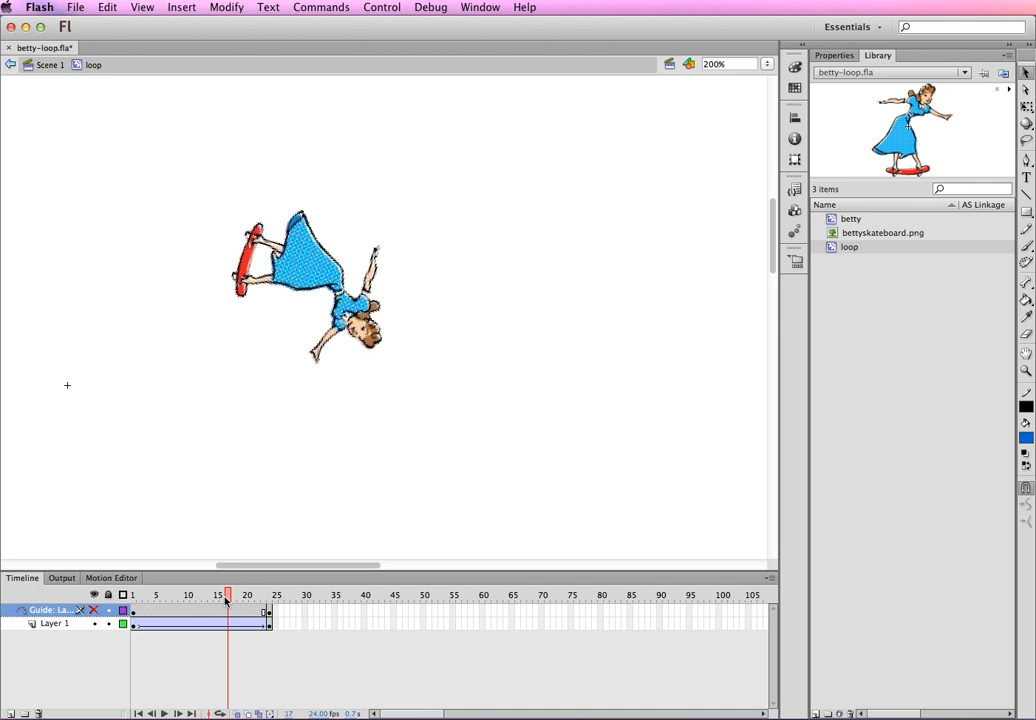 Flash File Edit View Insert Modify Text Commands Control Debug Window Help
Fl Essentials
betty-loop.fla*
Scene 1 loop 200%
Properties Library
betty-loop.fla
3 items
Name AS Linkage
betty
bettyskateboard.png
loop
Timeline Output Motion Editor
1 5 10 15 20 25 30 35 40 45 50 55 60 65 70 75 80 85 90 95 100 105
Guide: La...
Layer 1
17 24.00 fps 0.7 s